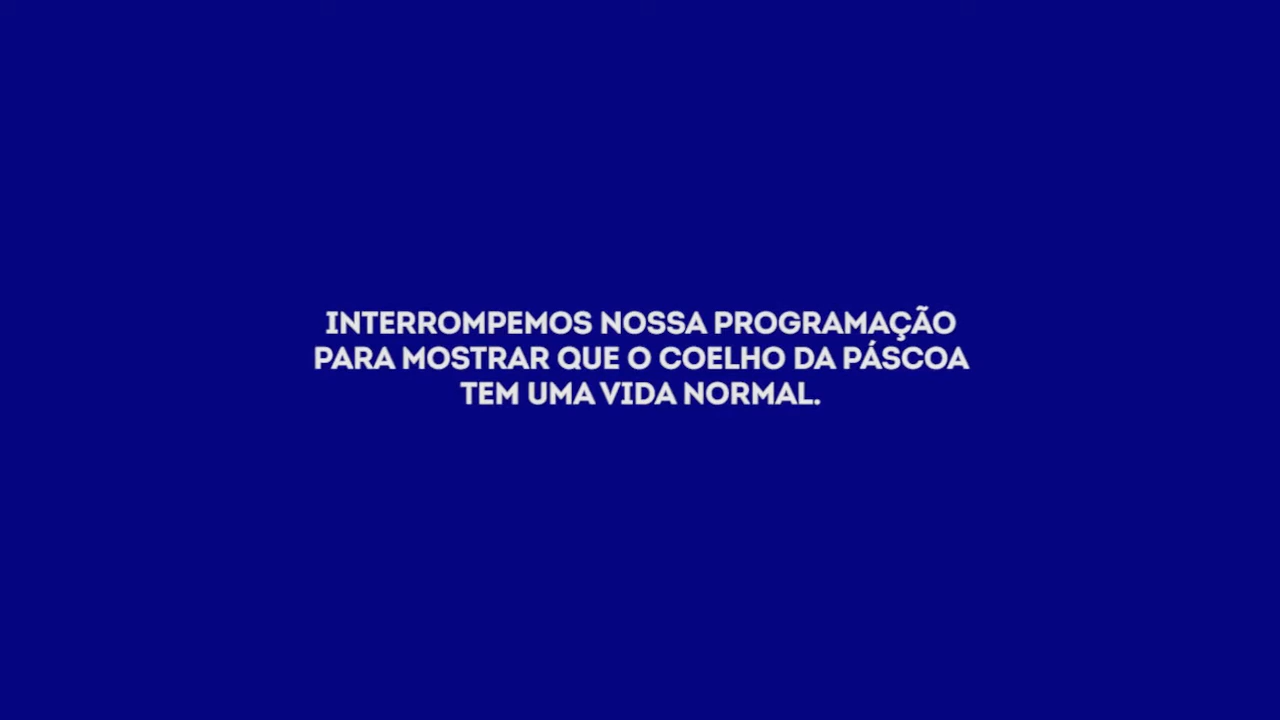 INTERROMPEMOS NOSSA PROGRAMAÇÃO
PARA MOSTRAR QUE O COELHO DA PÁSCOA
TEM UMA VIDA NORMAL.